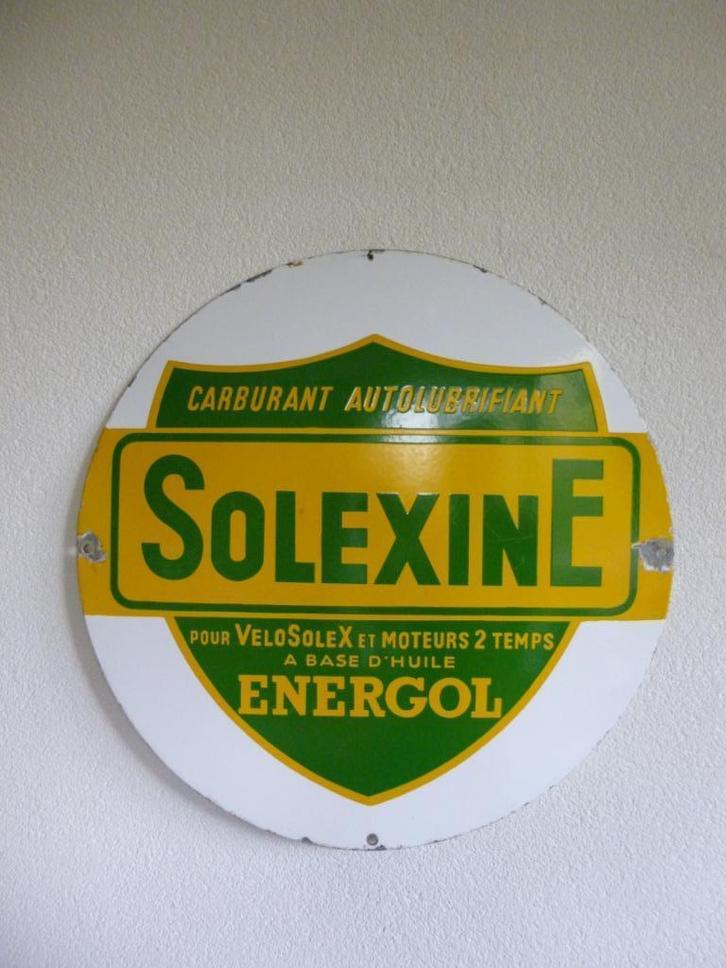 CARBURANT AUTOLUBRIFIANT
SOLEXINE
POUR VELOSOLEX ET MOTEURS 2 TEMPS
A BASE D'HUILE
ENERGOL